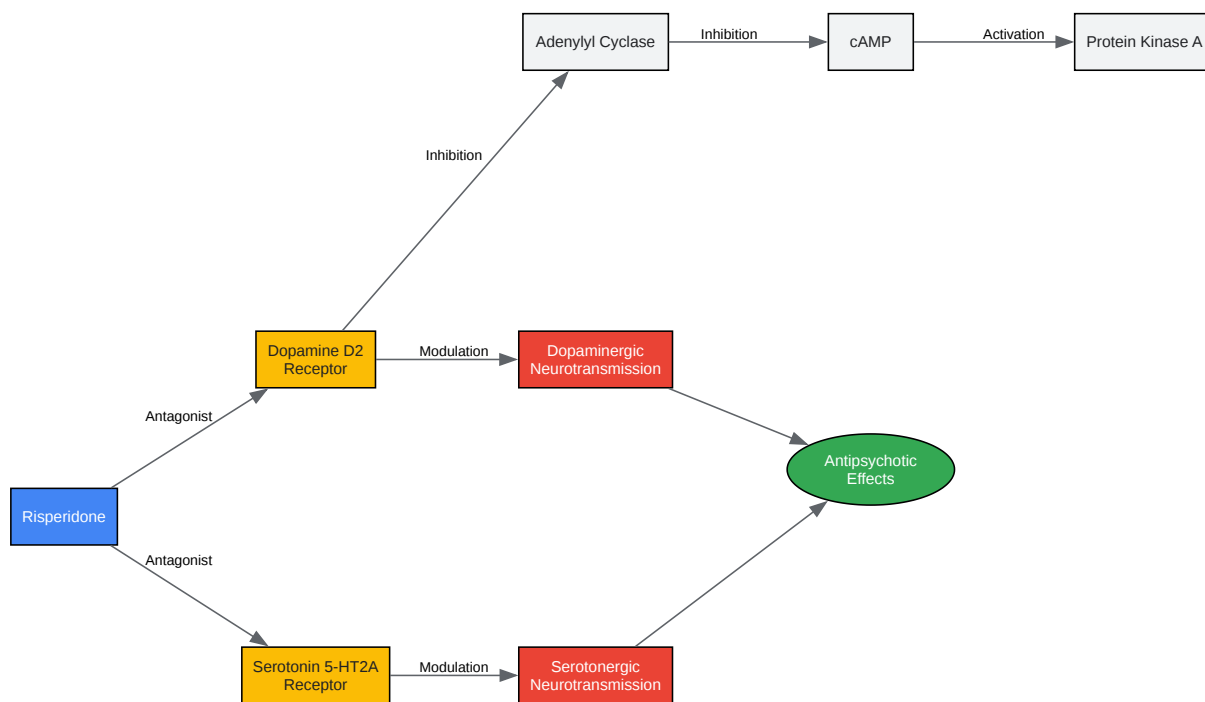 Adenylyl Cyclase
Inhibition
cAMP
Activation
Protein Kinase A
Inhibition
Dopamine D2
Receptor
Modulation
Dopaminergic
Neurotransmission
Antagonist
Antipsychotic
Effects
Risperidone
Antagonist
Serotonin 5-HT2A
Receptor
Modulation
Serotonergic
Neurotransmission